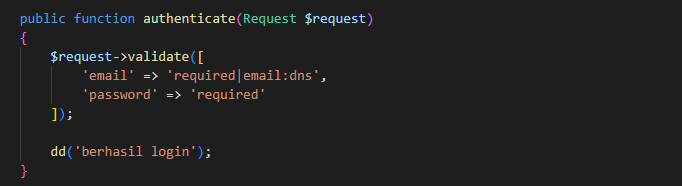 public function authenticate(Request $request)
{
    $request->validate([
        'email' => 'required|email:dns',
        'password' => 'required'
    ]);

    dd('berhasil login');
}